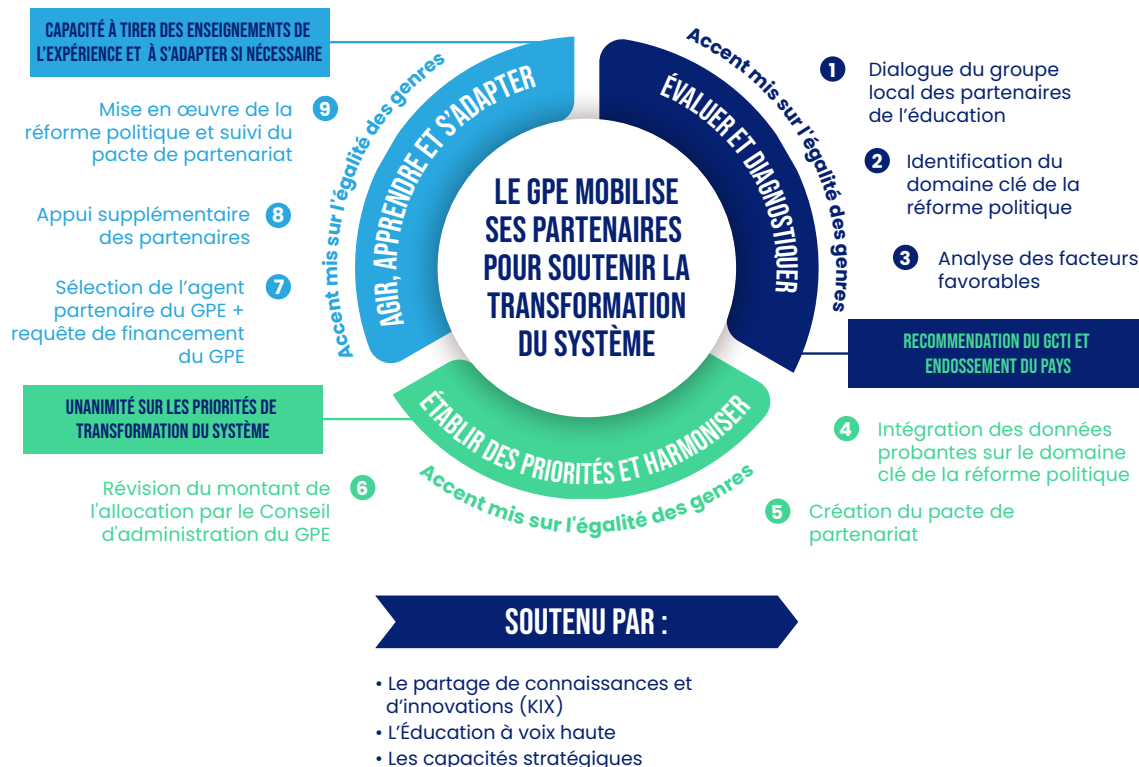 CAPACITÉ À TIRER DES ENSEIGNEMENTS DE
L'EXPÉRIENCE ET À S'ADAPTER SI NÉCESSAIRE
9
Mise en œuvre de la
réforme politique et suivi du
pacte de partenariat
8
Appui supplémentaire
des partenaires
7
Sélection de l'agent
partenaire du GPE +
requête de financement
du GPE
UNANIMITÉ SUR LES PRIORITÉS DE
TRANSFORMATION DU SYSTÈME
6
Révision du montant de
l'allocation par le Conseil
d'administration du GPE
Accent mis sur l'égalité des genres
AGIR, APPRENDRE ET S'ADAPTER
LE GPE MOBILISE
SES PARTENAIRES
POUR SOUTENIR LA
TRANSFORMATION
DU SYSTÈME
ÉVALUER ET DIAGNOSTIQUER
Accent mis sur l'égalité des genres
ÉTABLIR DES PRIORITÉS ET HARMONISER
Accent mis sur l'égalité des genres
1
Dialogue du groupe
local des partenaires
de l'éducation
2
Identification du
domaine clé de la
réforme politique
3
Analyse des facteurs
favorables
RECOMMENDATION DU GCTI ET
ENDOSSEMENT DU PAYS
4
Intégration des données
probantes sur le domaine
clé de la réforme politique
5
Création du pacte de
partenariat
SOUTENU PAR :
• Le partage de connaissances et
d'innovations (KIX)
• L'Éducation à voix haute
• Les capacités stratégiques